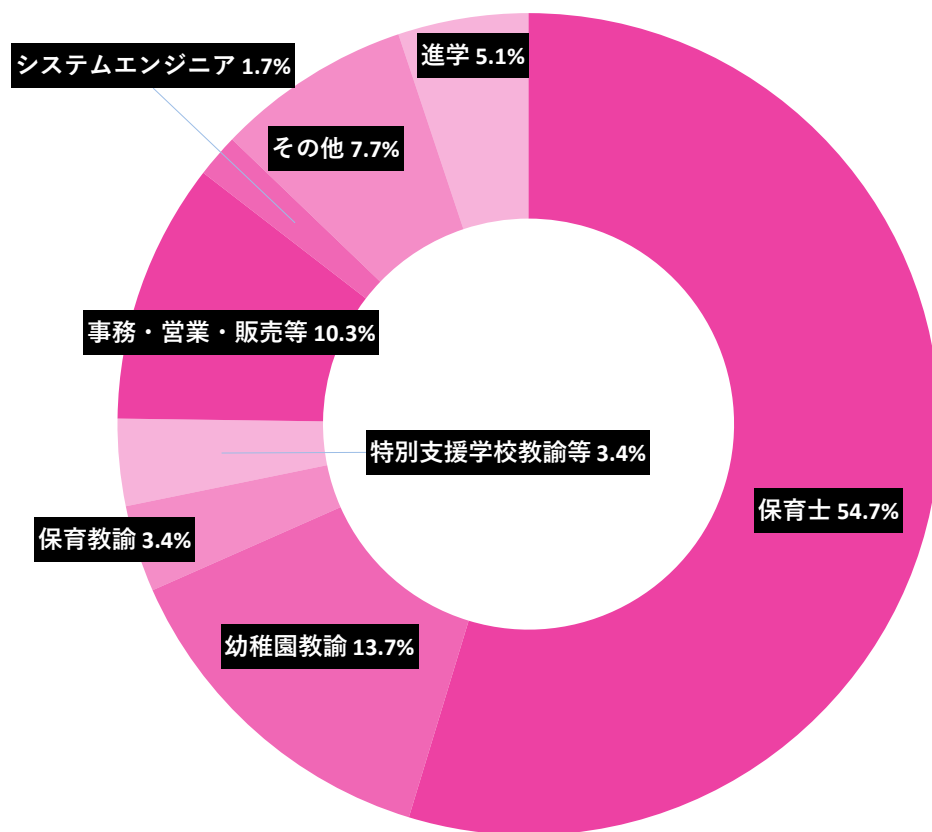 進学 5.1%
システムエンジニア 1.7%
その他 7.7%
事務・営業・販売等 10.3%
特別支援学校教諭等 3.4%
保育士 54.7%
保育教諭 3.4%
幼稚園教諭 13.7%